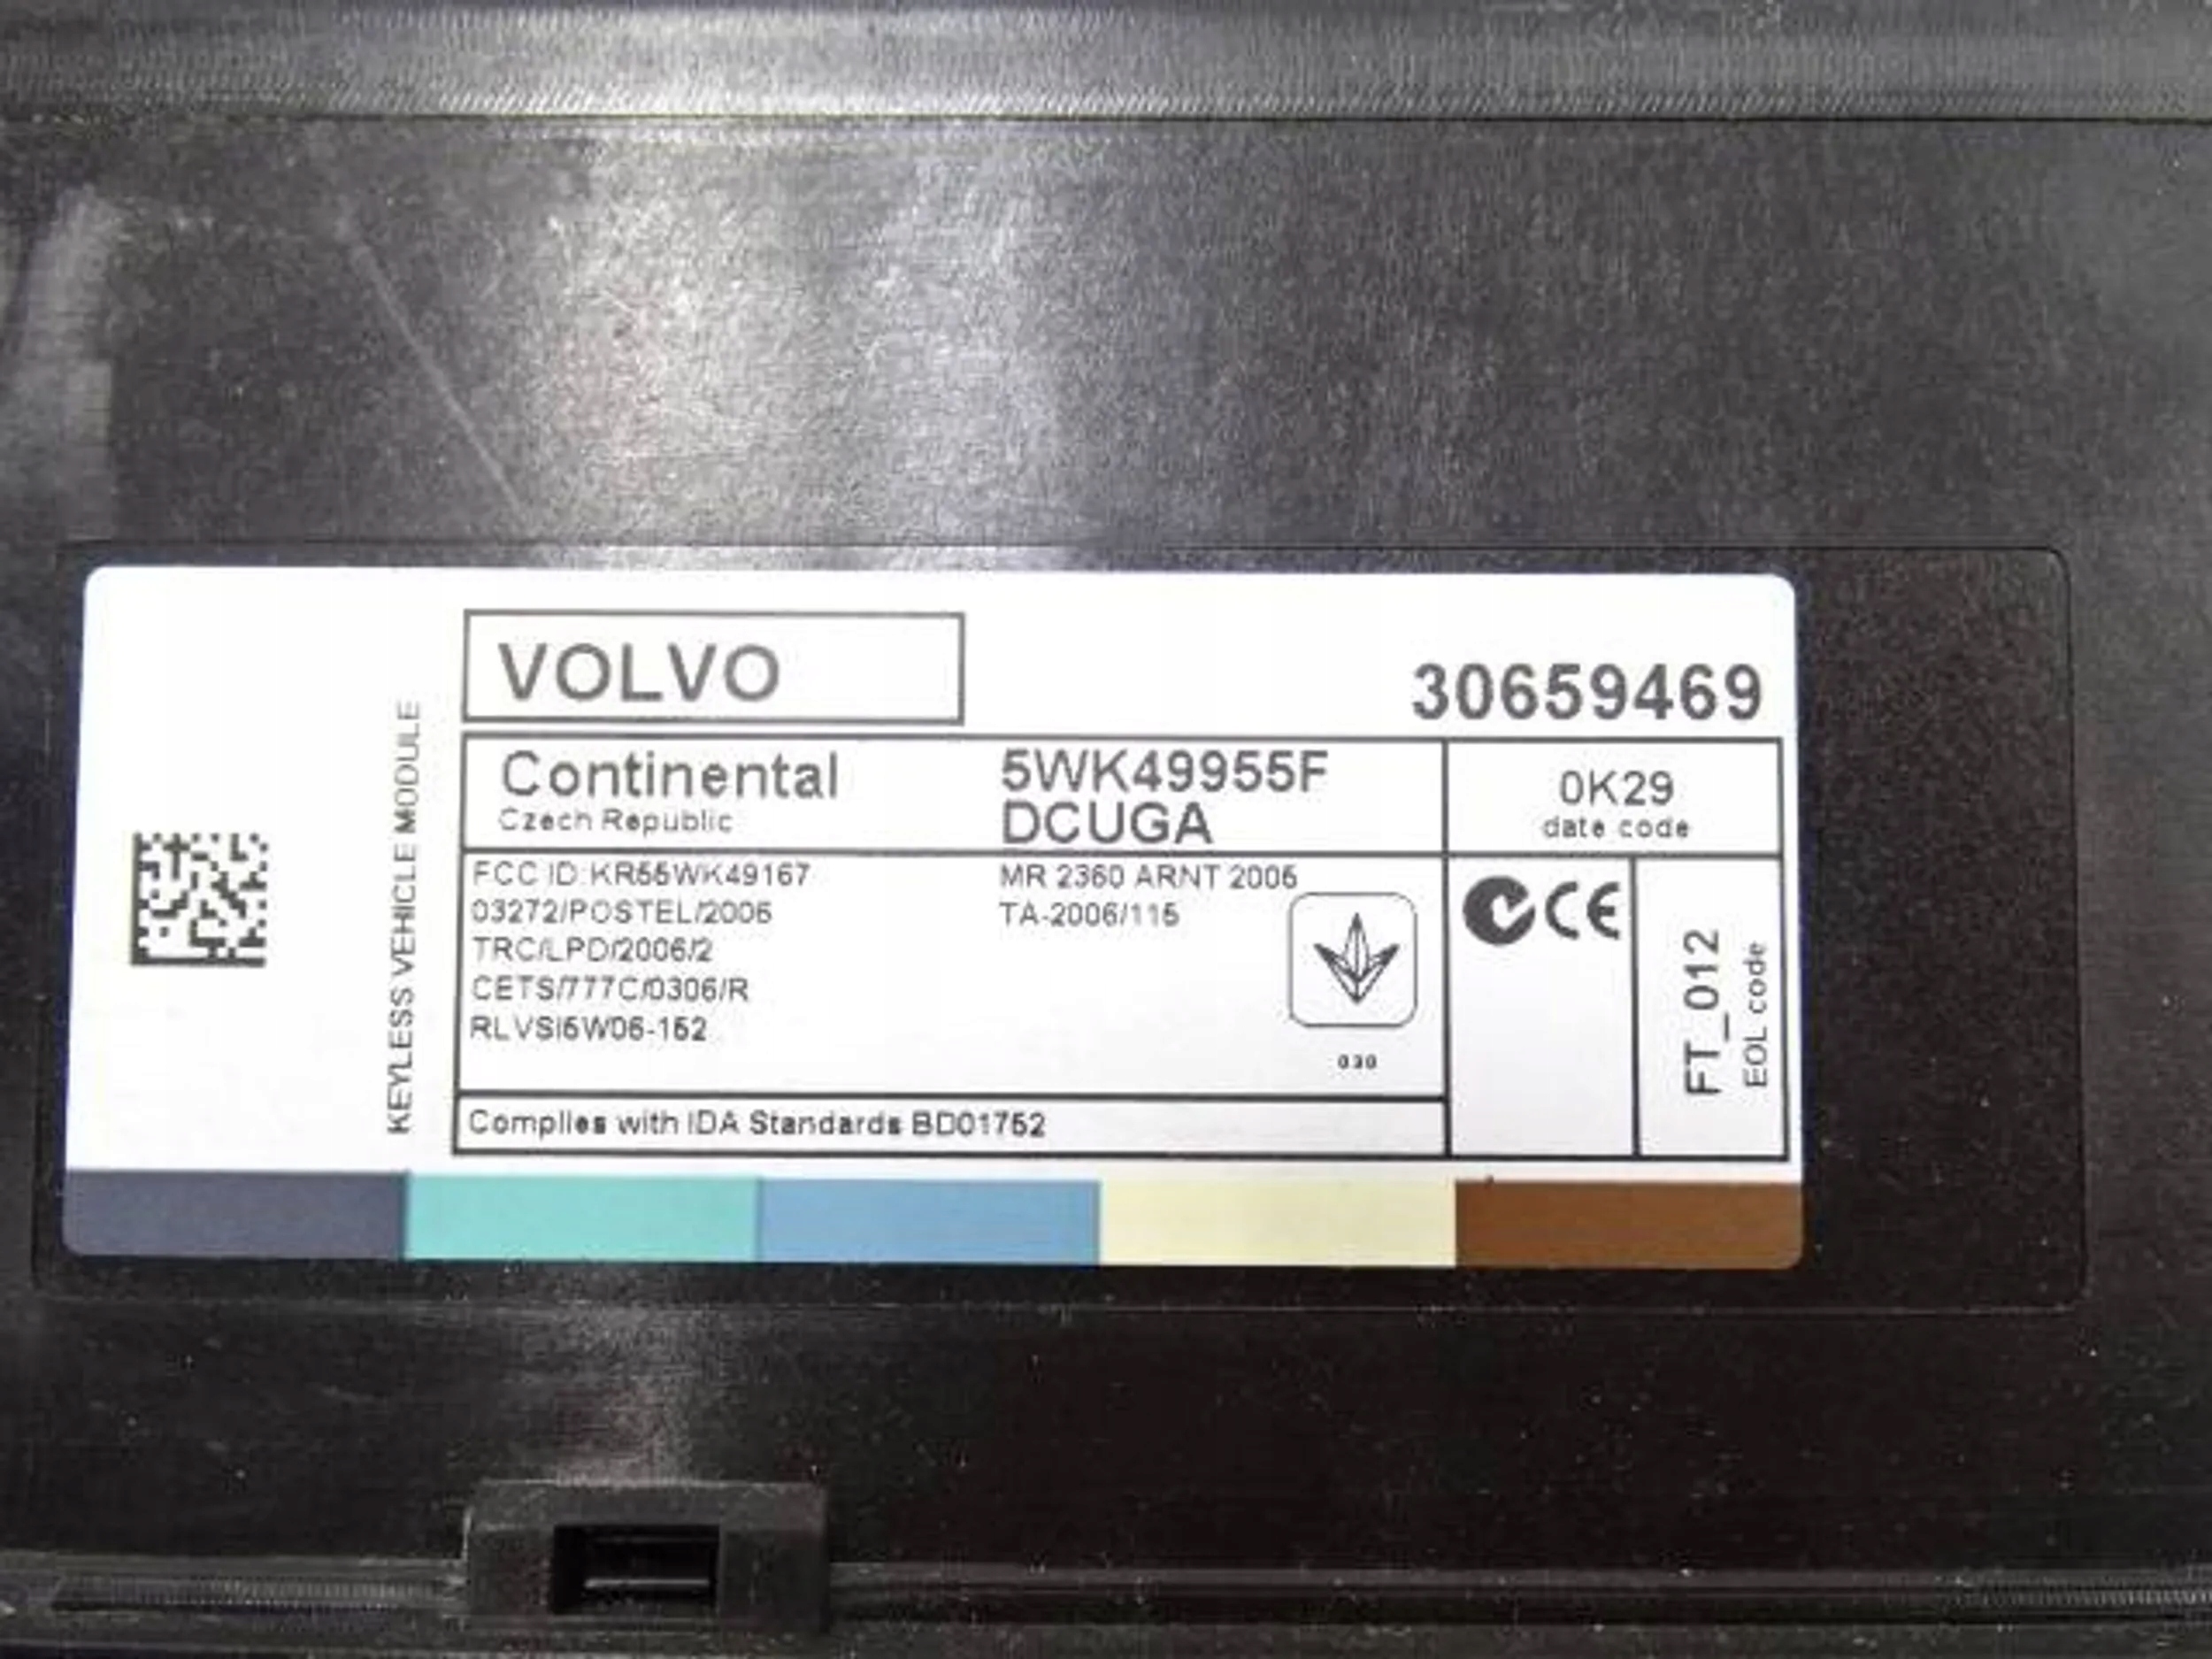 VOLVO
30659469
KEYLESS VEHICLE MODULE
Continental
Czech Republic
5WK49955F
DCUGA
0K29
date code
FCC ID:KR55WK49167
03272/POSTEL/2006
TRC/LPD/2006/2
CETS/777C/0306/R
RLVSI5W06-152
MR 2360 ARNT 2006
TA-2006/115
030
CE
FT_012
EOL code
Complies with IDA Standards BD01752